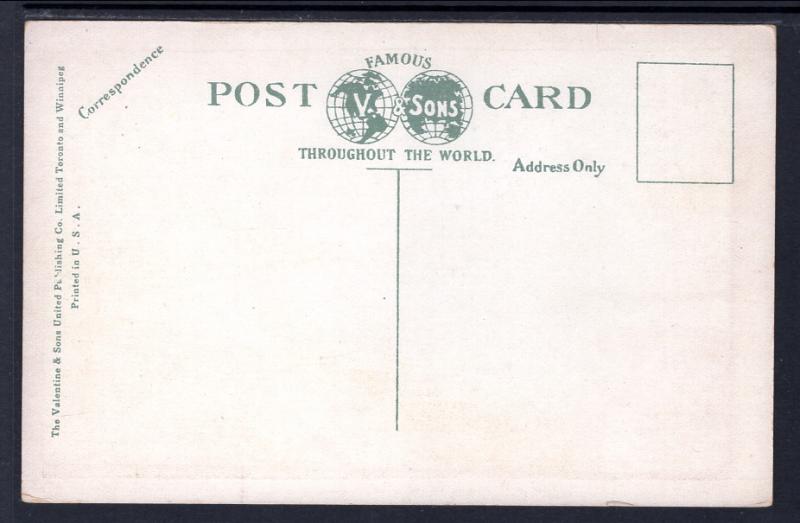 FAMOUS
POST V. & SONS CARD
THROUGHOUT THE WORLD.
Address Only
Correspondence
The Valentine & Sons United Publishing Co. Limited Toronto and Winnipeg
Printed in U. S. A.